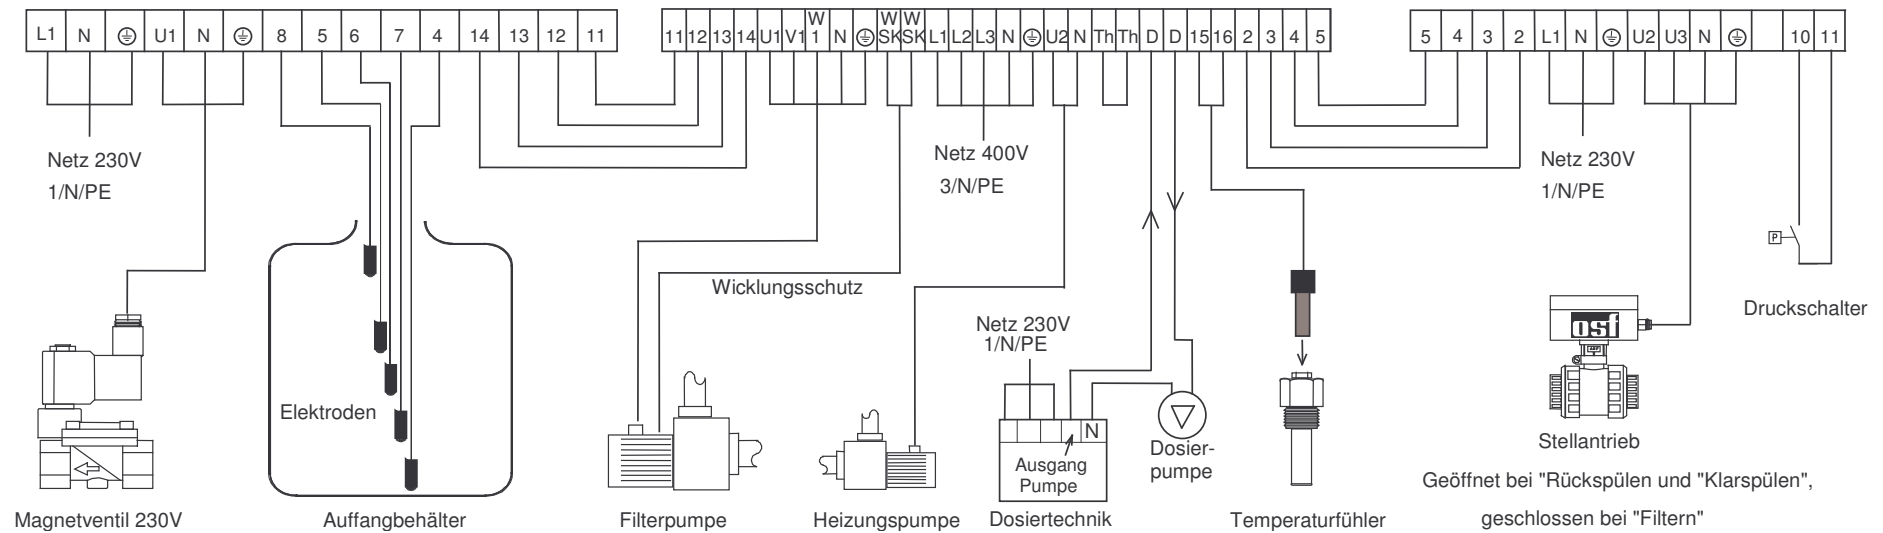 L1 N U1 N 8 5 6 7 4 14 13 12 11
W W W
11 12 13 14 U1 V1 1 N SK SK L1 L2 L3 N U2 N Th Th D D 15 16 2 3 4 5
5 4 3 2 L1 N U2 U3 N 10 11
Netz 230V
1/N/PE
Netz 400V
3/N/PE
Netz 230V
1/N/PE
P
Wicklungsschutz
Druckschalter
Netz 230V
1/N/PE
osf
Elektroden
N
Ausgang
Pumpe
Dosier-
pumpe
Stellantrieb
Geöffnet bei "Rückspülen und "Klarspülen",
geschlossen bei "Filtern"
Magnetventil 230V
Auffangbehälter
Filterpumpe
Heizungspumpe
Dosiertechnik
Temperaturfühler